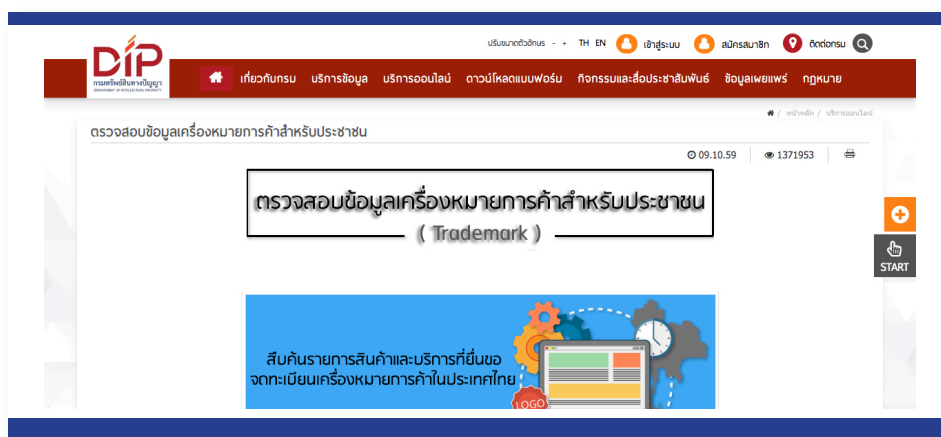 ปรับขนาดตัวอักษร - + TH EN เข้าสู่ระบบ สมัครสมาชิก ติดต่อกรม
DIP
กรมทรัพย์สินทางปัญญา
DEPARTMENT OF INTELLECTUAL PROPERTY
เกี่ยวกับกรม บริการข้อมูล บริการออนไลน์ ดาวน์โหลดแบบฟอร์ม กิจกรรมและสื่อประชาสัมพันธ์ ข้อมูลเผยแพร่ กฎหมาย
/ หน้าหลัก / บริการออนไลน์
ตรวจสอบข้อมูลเครื่องหมายการค้าสำหรับประชาชน
09.10.59 1371953
ตรวจสอบข้อมูลเครื่องหมายการค้าสำหรับประชาชน
( Trademark )
START
สืบค้นรายการสินค้าและบริการที่ยื่นขอ
จดทะเบียนเครื่องหมายการค้าในประเทศไทย
LOGO